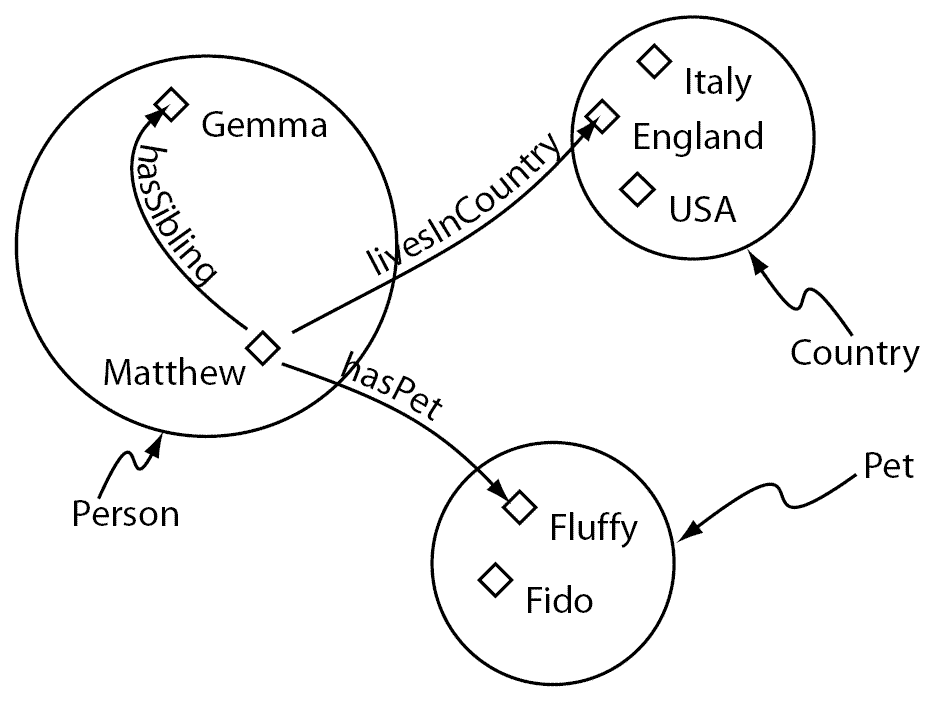 Italy
Gemma
England
hasSibling
livesInCountry
USA
Country
Matthew
hasPet
Pet
Person
Fluffy
Fido